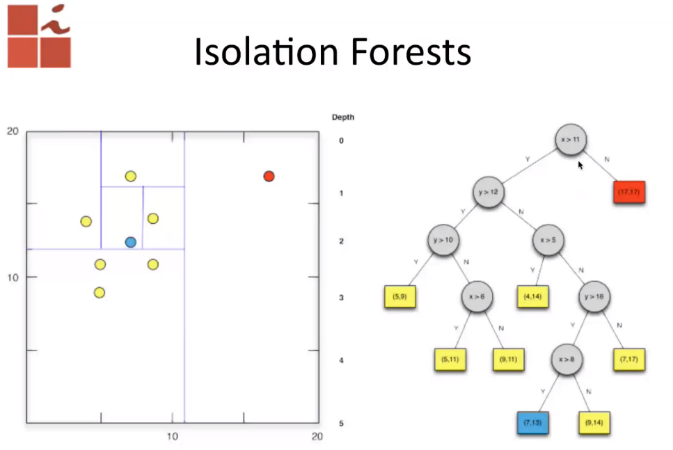 Isolation Forests
Depth
20
10
10
20
0
1
2
3
4
5
x > 11
Y
N
y > 12
(17,17)
Y
N
y > 10
x > 5
Y
N
Y
N
(5,9)
x > 6
(4,14)
y > 16
Y
N
Y
N
(5,11)
(9,11)
x > 8
(7,17)
Y
N
(7,13)
(9,14)